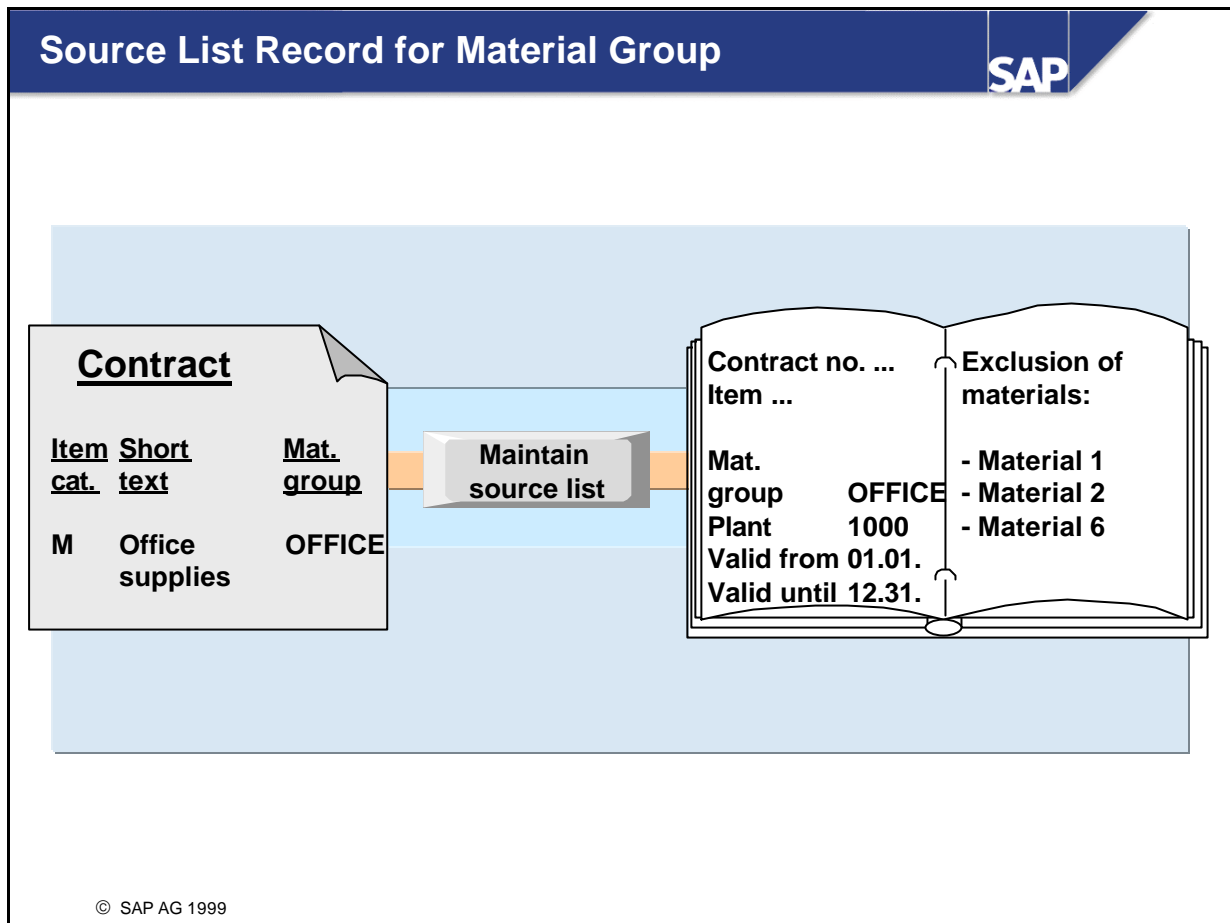 Source List Record for Material Group
SAP
Contract
Item Short Mat.
cat. text group
M Office OFFICE
supplies
Maintain
source list
Contract no. ...
Item ...
Mat.
group OFFICE
Plant 1000
Valid from 01.01.
Valid until 12.31.
Exclusion of
materials:
- Material 1
- Material 2
- Material 6
© SAP AG 1999